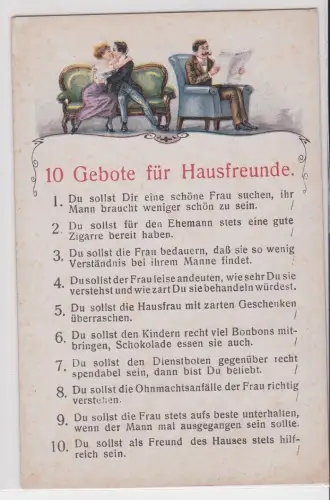 10 Gebote für Hausfreunde.
1. Du sollst Dir eine schöne Frau suchen, ihr
Mann braucht weniger schön zu sein.
2. Du sollst für den Ehemann stets eine gute
Zigarre bereit haben.
3. Du sollst die Frau bedauern, daß sie so wenig
Verständnis bei ihrem Manne findet.
4. Du sollst der Frau leise andeuten, wie sehr Du sie
verstehst und wie zart Du sie behandeln würdest.
5. Du sollst die Hausfrau mit zarten Geschenken
überraschen.
6. Du sollst den Kindern recht viel Bonbons mit-
bringen, Schokolade essen sie auch.
7. Du sollst den Dienstboten gegenüber recht
spendabel sein, dann bist Du beliebt.
8. Du sollst die Ohnmachtsanfälle der Frau richtig
verstehen.
9. Du sollst die Frau stets aufs beste unterhalten,
wenn der Mann mal ausgegangen sein sollte.
10. Du sollst als Freund des Hauses stets hilf-
reich sein.